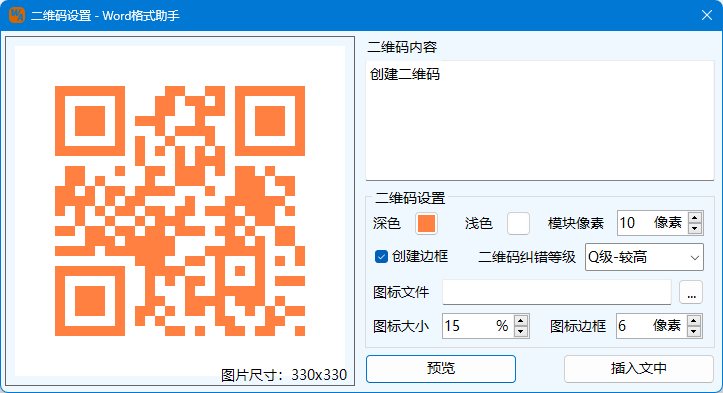 二维码设置 - Word格式助手
二维码内容
创建二维码
二维码设置
深色 浅色 模块像素 10 像素
创建边框 二维码纠错等级 Q级-较高
图标文件 ...
图标大小 15 % 图标边框 6 像素
图片尺寸：330x330
预览 插入文中